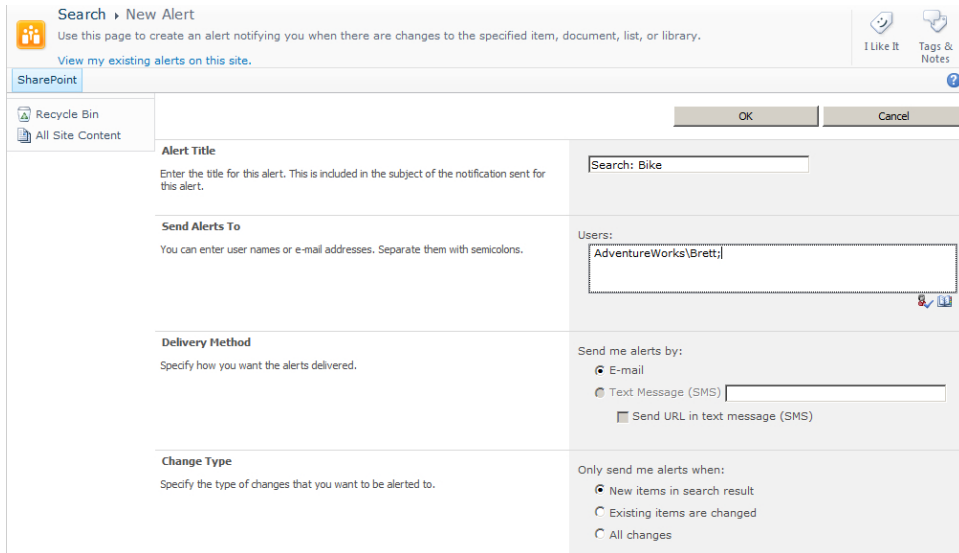 Search ▸ New Alert
Use this page to create an alert notifying you when there are changes to the specified item, document, list, or library.
View my existing alerts on this site.
I Like It
Tags &
Notes
SharePoint
Recycle Bin
All Site Content
OK
Cancel
Alert Title
Enter the title for this alert. This is included in the subject of the notification sent for
this alert.
Search: Bike
Send Alerts To
You can enter user names or e-mail addresses. Separate them with semicolons.
Users:
AdventureWorks\Brett;
Delivery Method
Specify how you want the alerts delivered.
Send me alerts by:
E-mail
Text Message (SMS)
Send URL in text message (SMS)
Change Type
Specify the type of changes that you want to be alerted to.
Only send me alerts when:
New items in search result
Existing items are changed
All changes